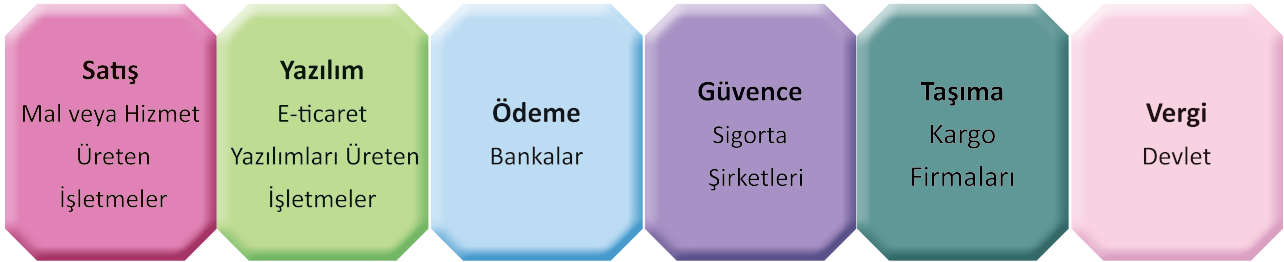 Satış
Mal veya Hizmet
Üreten
İşletmeler
Yazılım
E-ticaret
Yazılımları Üreten
İşletmeler
Ödeme
Bankalar
Güvence
Sigorta
Şirketleri
Taşıma
Kargo
Firmaları
Vergi
Devlet